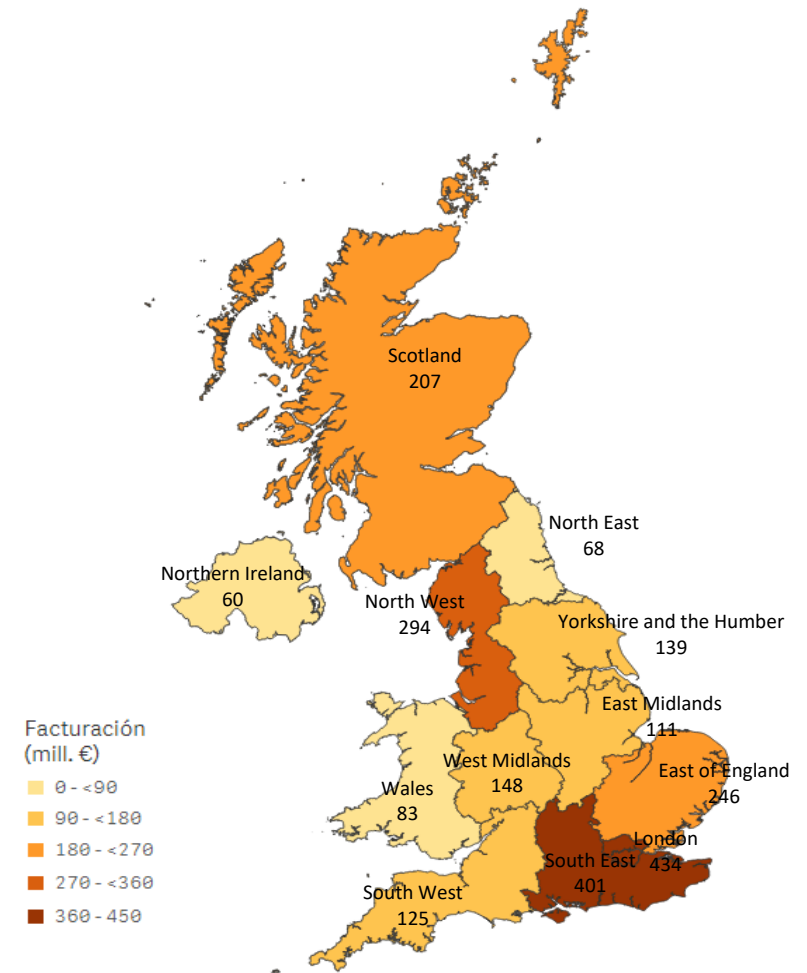 Scotland
207
North East
68
Northern Ireland
60
North West
294
Yorkshire and the Humber
139
East Midlands
111
West Midlands
148
East of England
246
Wales
83
London
434
South East
401
South West
125
Facturación
(mill. €)
0-<90
90-<180
180-<270
270-<360
360-450